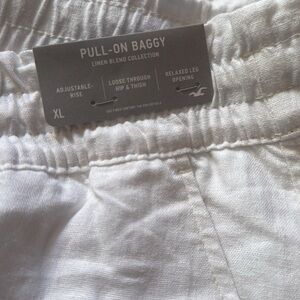 PULL-ON BAGGY
LINEN BLEND COLLECTION
ADJUSTABLE-
RISE
LOOSE THROUGH
HIP & THIGH
RELAXED LEG
OPENING
XL